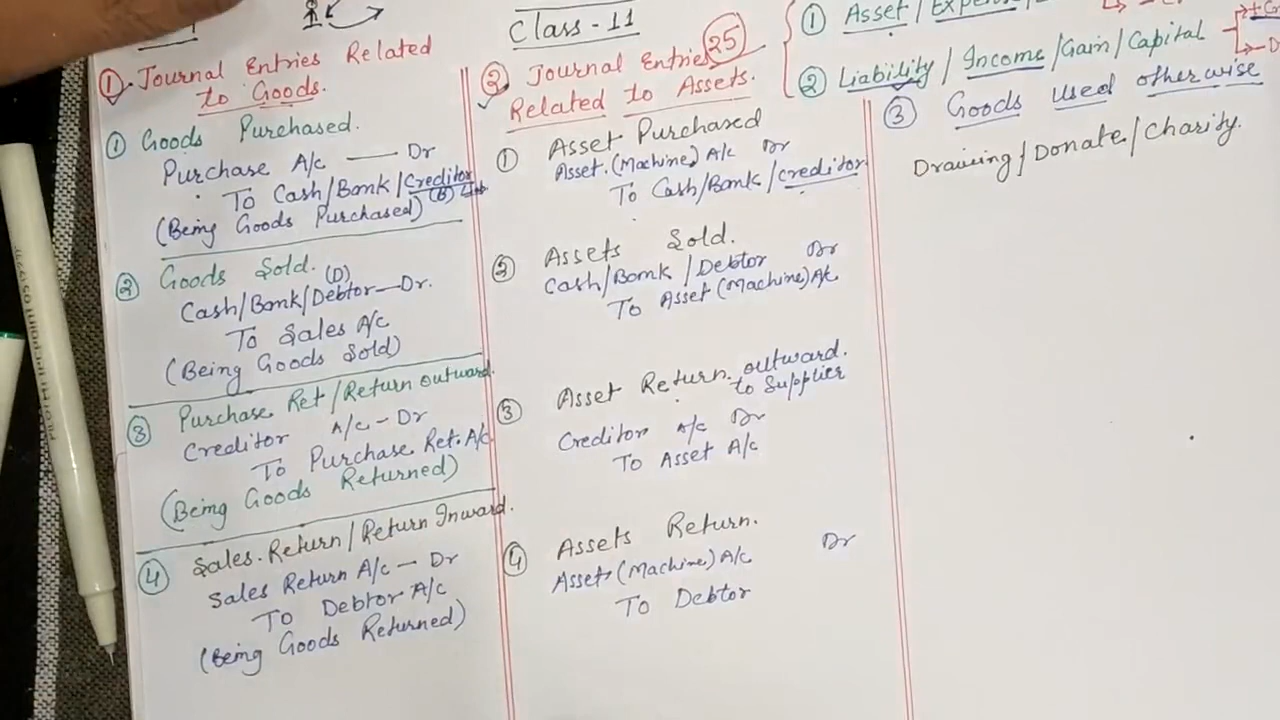 Class-11
① Journal Entries Related
to Goods.
① Goods Purchased.
Purchase A/c —— Dr
To Cash/Bank/Creditor
(Being Goods Purchased)
② Goods Sold.
(D)
Cash/Bank/Debtor—Dr.
To Sales A/c
(Being Goods Sold)
③ Purchase Ret/Return outward.
Creditor A/c - Dr
To Purchase Ret. A/c
(Being Goods Returned)
④ Sales. Return/Return Inward.
Sales Return A/c - Dr
To Debtor A/c
(Being Goods Returned)
② Journal Entries 25
Related to Assets.
① Asset Purchased
Asset.(Machine) A/c Dr
To Cash/Bank/creditor
② Assets Sold.
Cash/Bank/Debtor Dr
To Asset (Machine) A/c
③ Asset Return. outward.
to Supplier
Creditor A/c Dr
To Asset A/c
④ Assets Return.
Asset (Machine) A/c Dr
To Debtor
① Asset/Expense/
② Liability/Income/Gain/Capital
③ Goods used otherwise
Drawing/Donate/Charity.